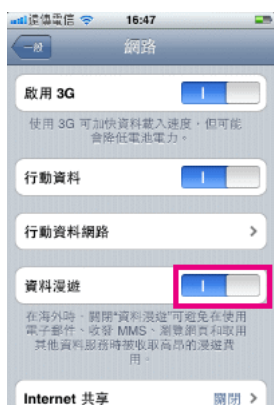 遠傳電信 16:47
一般 網路
啟用 3G
使用 3G 可加快資料載入速度,但可能
會降低電池電力。
行動資料
行動資料網路
資料漫遊
在海外時,關閉“資料漫遊”可避免在使用
電子郵件、收發 MMS、瀏覽網頁和取用
其他資料服務時被收取高昂的漫遊費
用。
Internet 共享 關閉